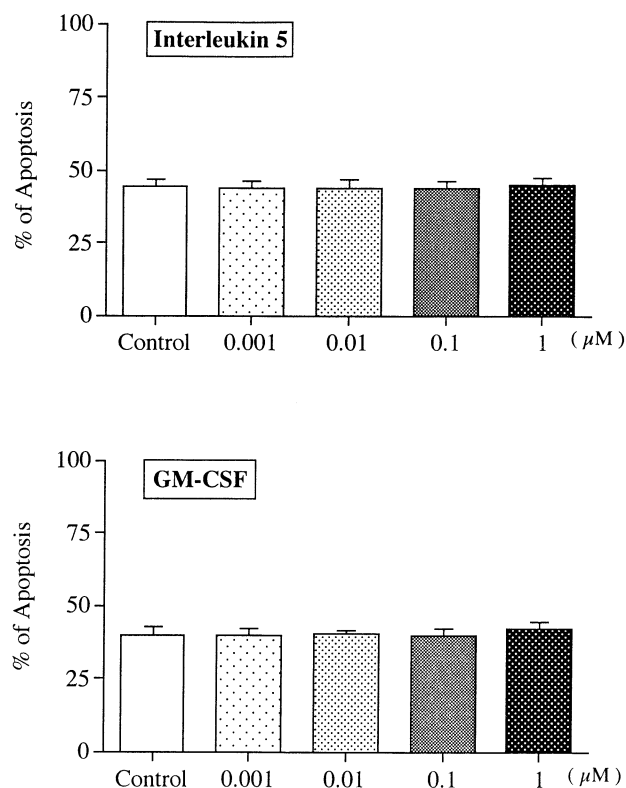 Interleukin 5
% of Apoptosis
100
75
50
25
0
Control 0.001 0.01 0.1 1 (µM)
GM-CSF
% of Apoptosis
100
75
50
25
0
Control 0.001 0.01 0.1 1 (µM)